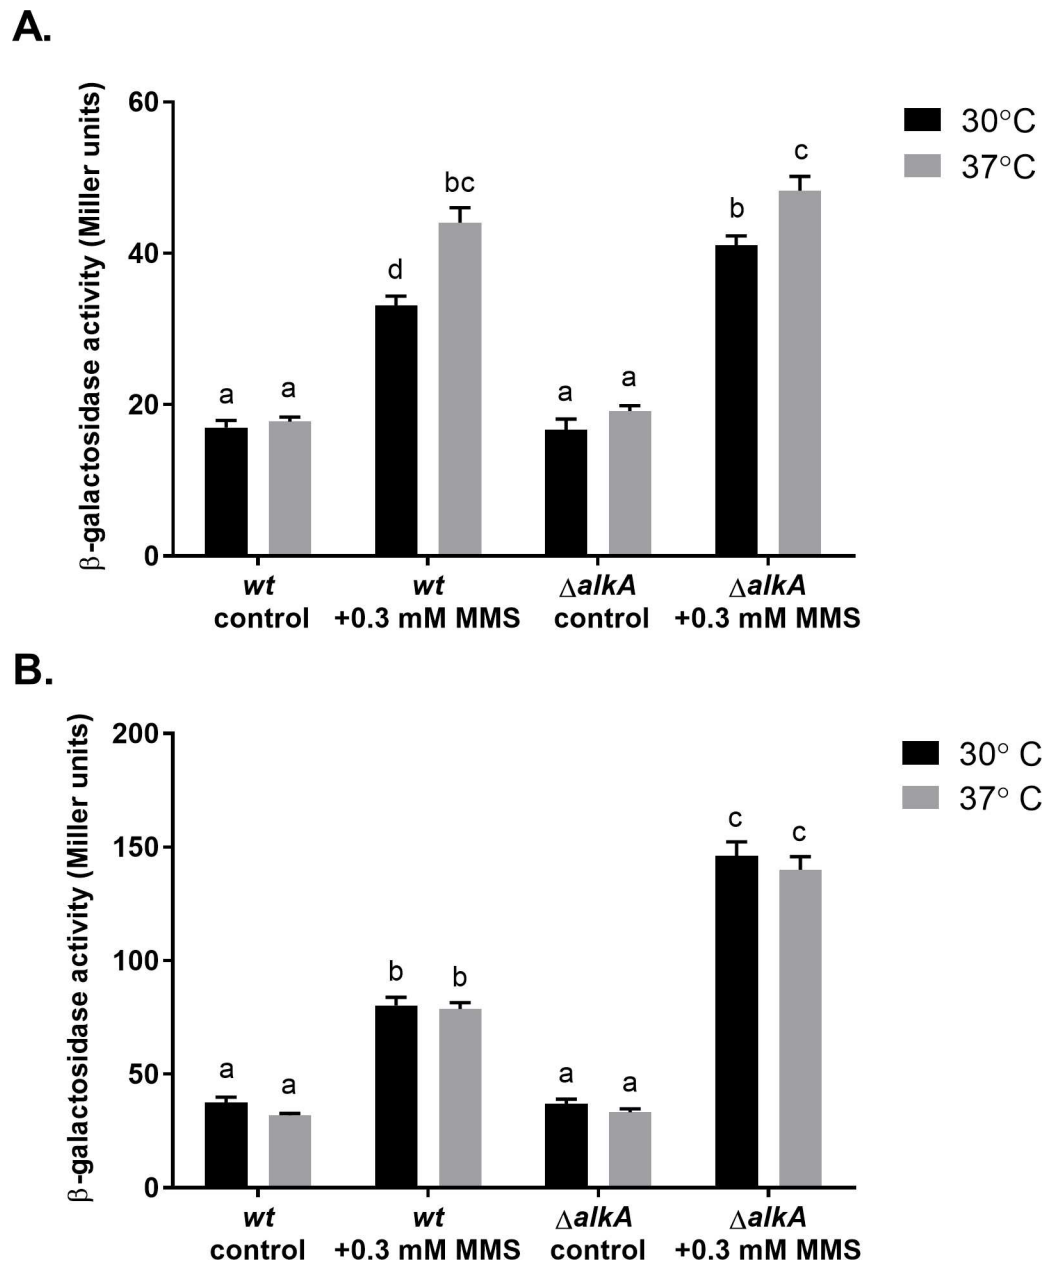 A.
β-galactosidase activity (Miller units)
60
40
20
0
a
a
d
bc
a
a
b
c
30°C
37°C
wt
control
wt
+0.3 mM MMS
ΔalkA
control
ΔalkA
+0.3 mM MMS
B.
β-galactosidase activity (Miller units)
200
150
100
50
0
a
a
b
b
a
a
c
c
30° C
37° C
wt
control
wt
+0.3 mM MMS
ΔalkA
control
ΔalkA
+0.3 mM MMS